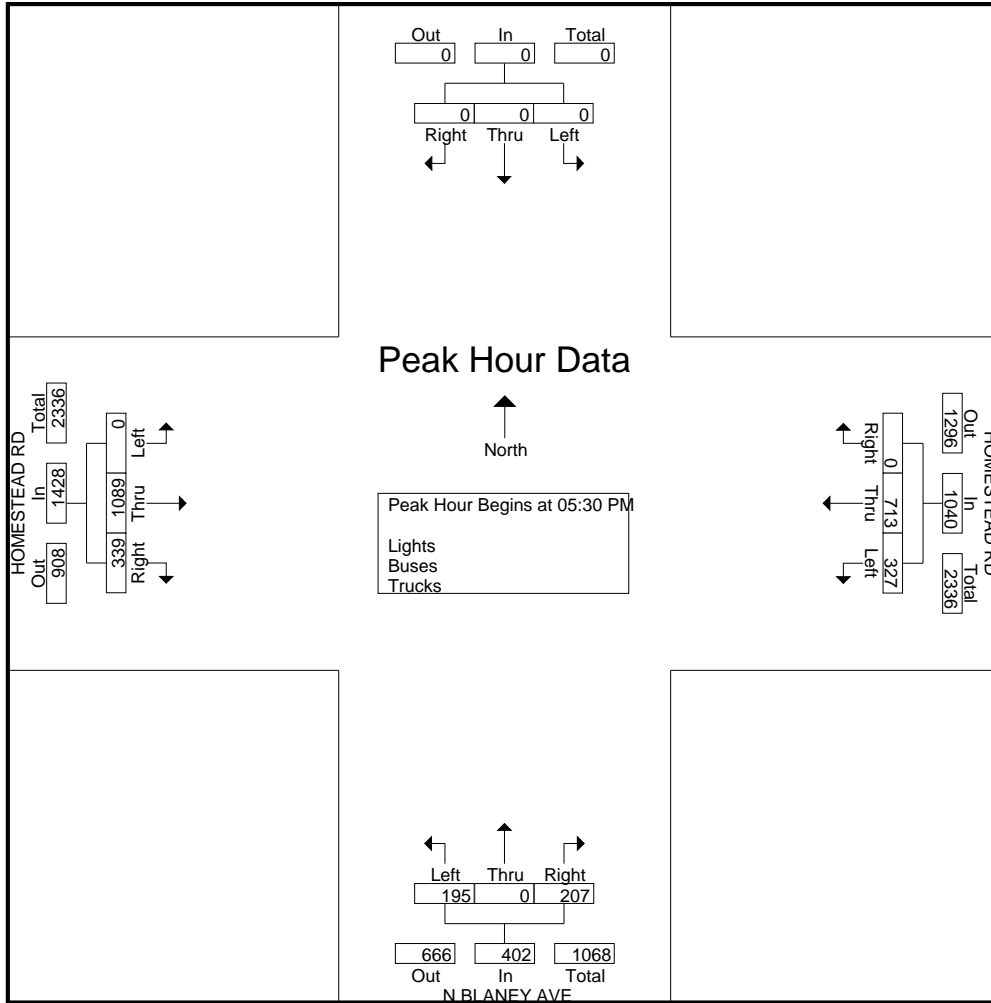 Out In Total
0 0 0
0 0 0
Right Thru Left
Peak Hour Data
North
Peak Hour Begins at 05:30 PM
Lights
Buses
Trucks
HOMESTEAD RD
Out In Total
908 1428 2336
339 1089 0
Right Thru Left
HOMESTEAD RD
Out In Total
1296 1040 2336
0 713 327
Right Thru Left
Left Thru Right
195 0 207
666 402 1068
Out In Total
N BLANEY AVE